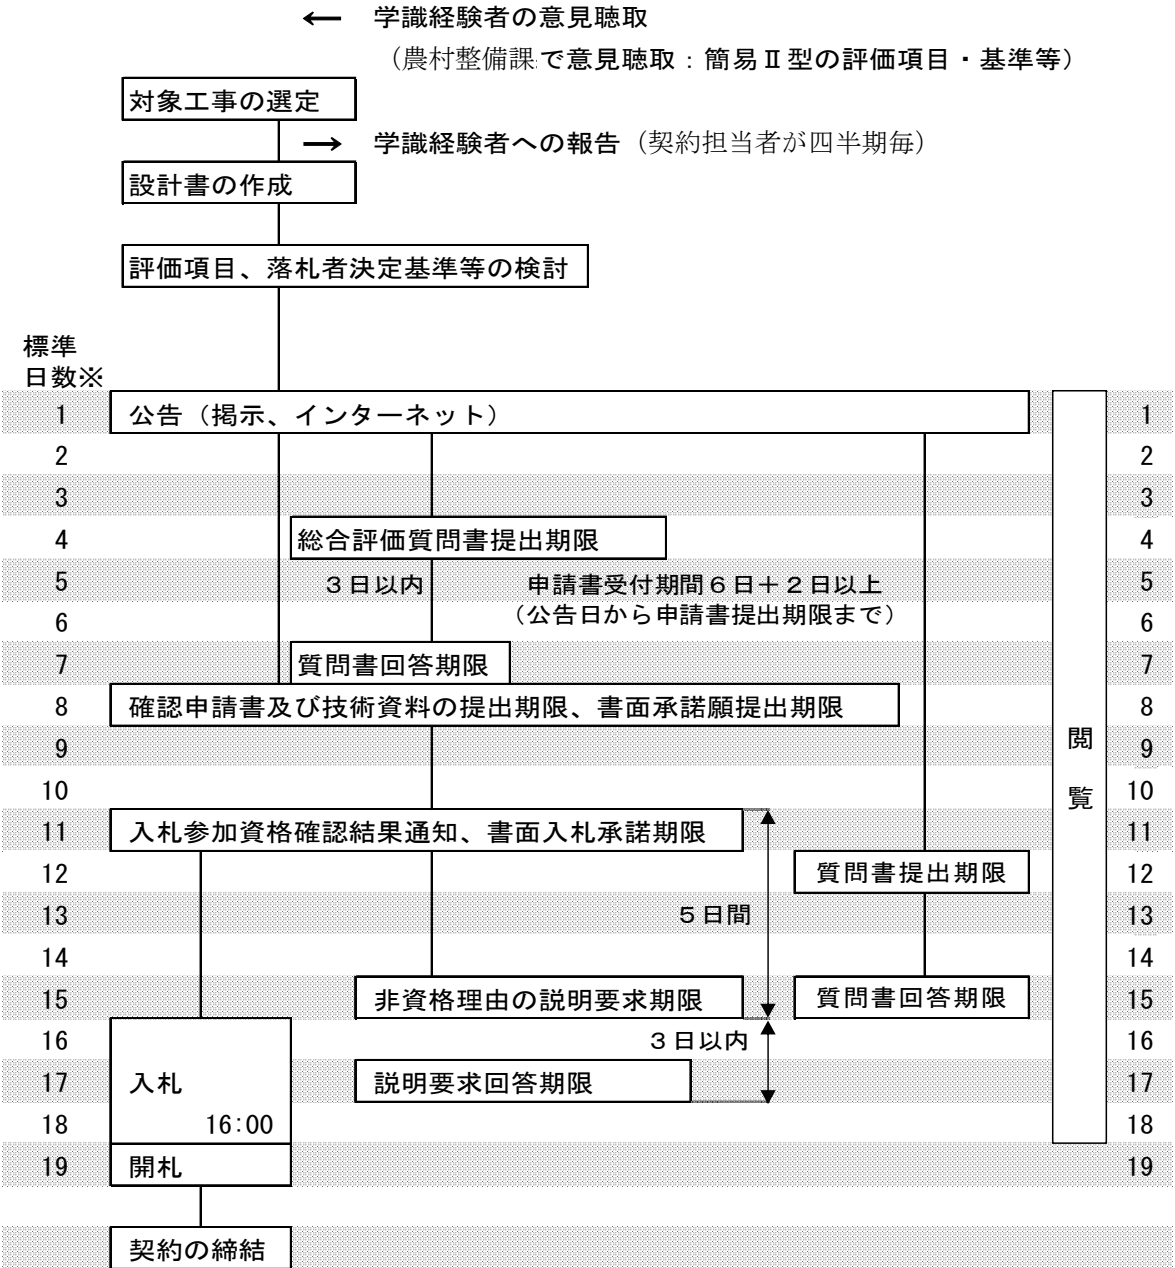 ← 学識経験者の意見聴取
（農村整備課で意見聴取：簡易Ⅱ型の評価項目・基準等）
対象工事の選定
→ 学識経験者への報告（契約担当者が四半期毎）
設計書の作成
評価項目、落札者決定基準等の検討
標準
日数※
1 公告（掲示、インターネット） 1
2 2
3 3
4 総合評価質問書提出期限 4
5 ３日以内 申請書受付期間６日＋２日以上 5
6 （公告日から申請書提出期限まで） 6
7 質問書回答期限 7
8 確認申請書及び技術資料の提出期限、書面承諾願提出期限 8
9 閲 9
10 覧 10
11 入札参加資格確認結果通知、書面入札承諾期限 11
12 質問書提出期限 12
13 ５日間 13
14 14
15 非資格理由の説明要求期限 質問書回答期限 15
16 ３日以内 16
17 入札 説明要求回答期限 17
18 16:00 18
19 開札 19
契約の締結